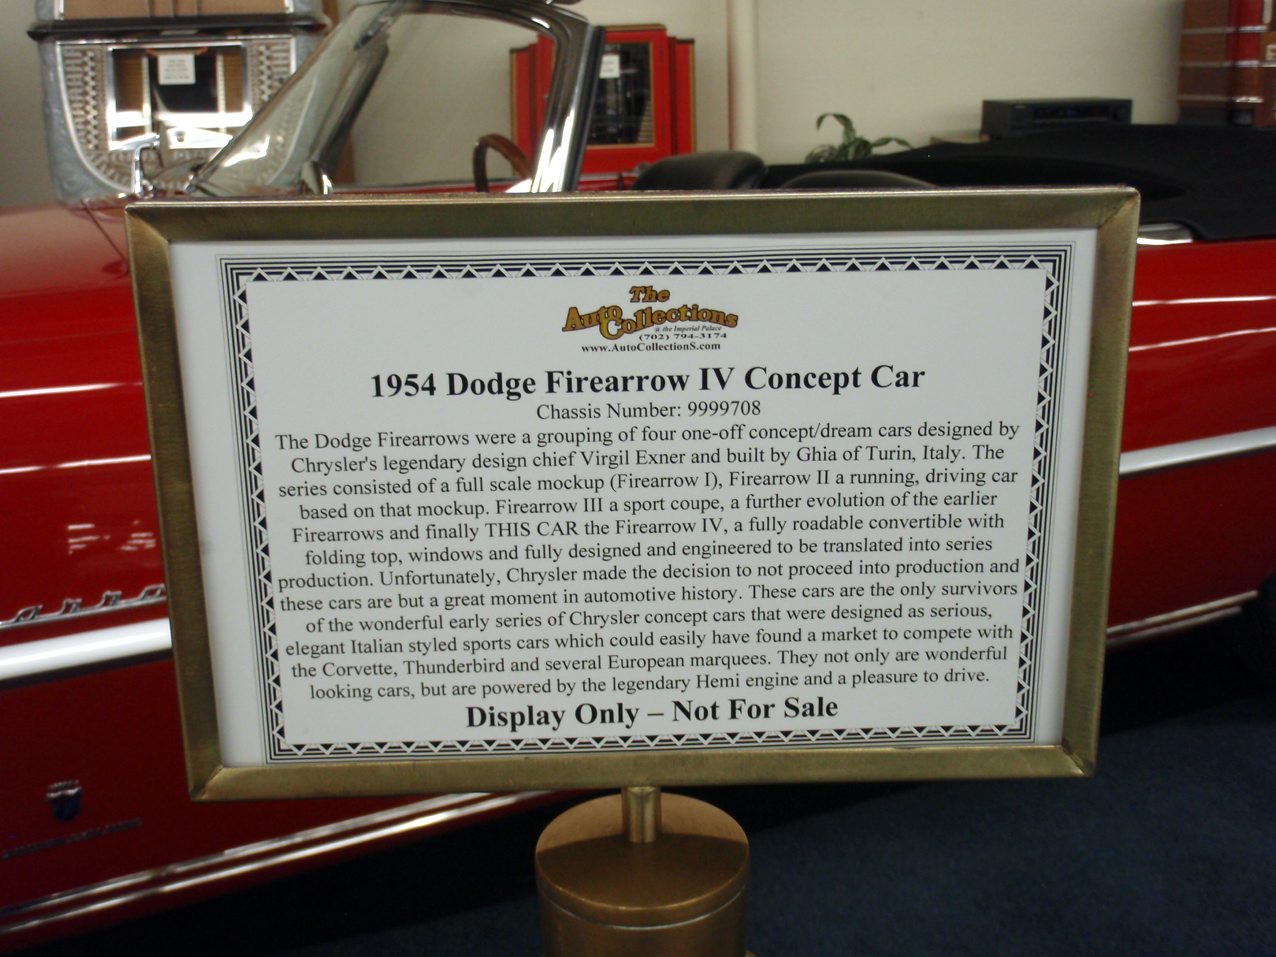 The
Auto Collections
@ the Imperial Palace
(702) 794-3174
www.AutoCollectionS.com
1954 Dodge Firearrow IV Concept Car
Chassis Number: 9999708
The Dodge Firearrows were a grouping of four one-off concept/dream cars designed by
Chrysler's legendary design chief Virgil Exner and built by Ghia of Turin, Italy. The
series consisted of a full scale mockup (Firearrow I), Firearrow II a running, driving car
based on that mockup. Firearrow III a sport coupe, a further evolution of the earlier
Firearrows and finally THIS CAR the Firearrow IV, a fully roadable convertible with
folding top, windows and fully designed and engineered to be translated into series
production. Unfortunately, Chrysler made the decision to not proceed into production and
these cars are but a great moment in automotive history. These cars are the only survivors
of the wonderful early series of Chrysler concept cars that were designed as serious,
elegant Italian styled sports cars which could easily have found a market to compete with
the Corvette, Thunderbird and several European marquees. They not only are wonderful
looking cars, but are powered by the legendary Hemi engine and a pleasure to drive.
Display Only – Not For Sale